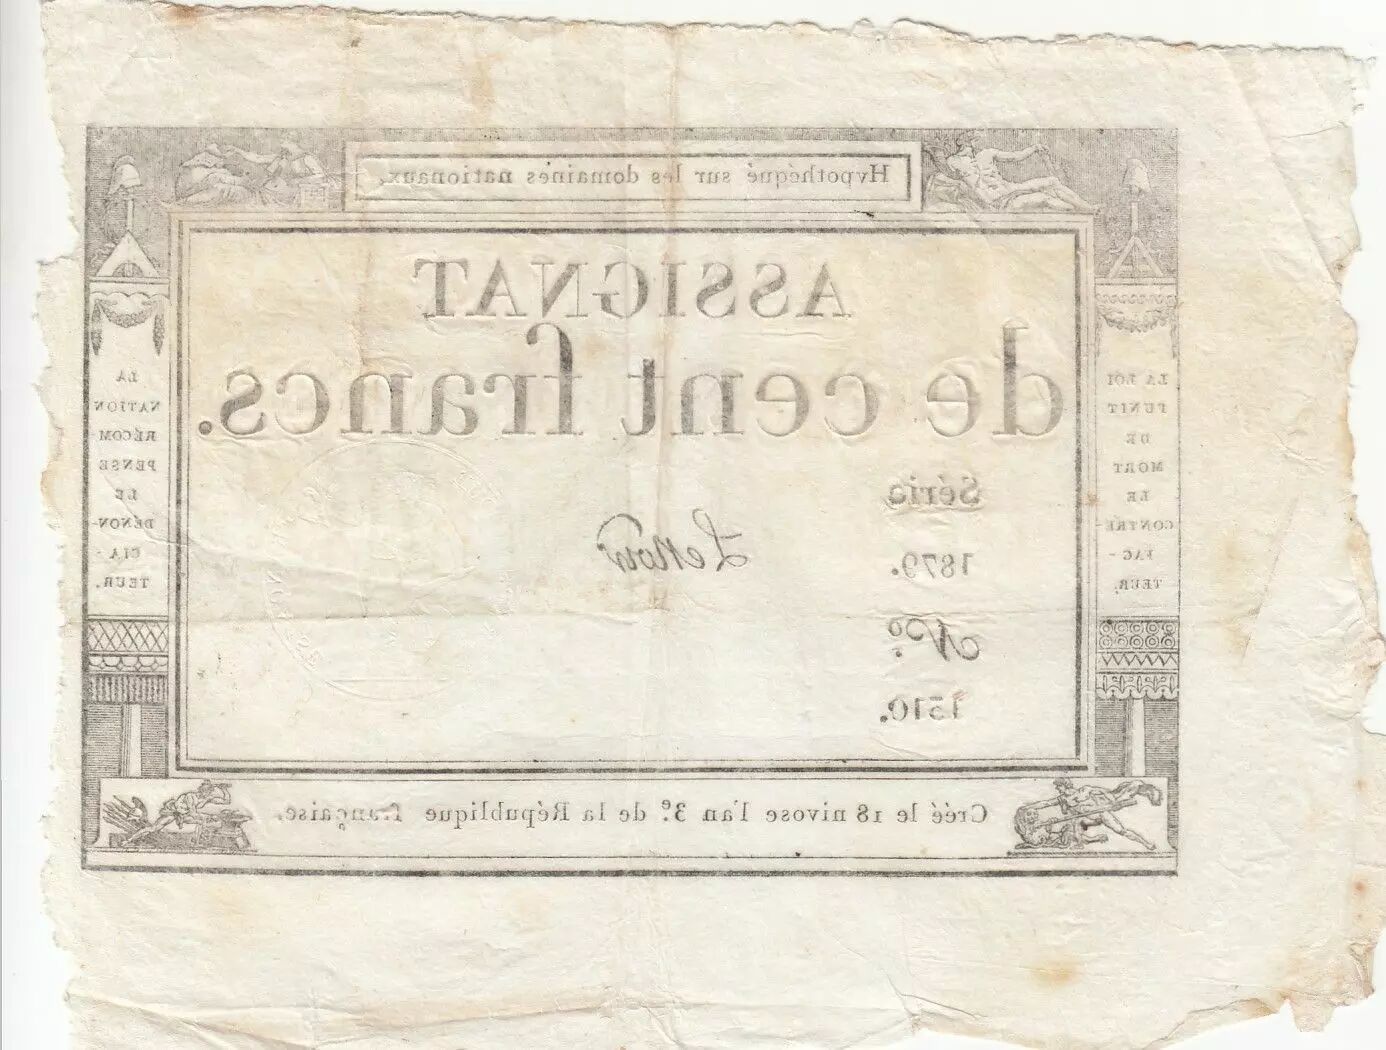 Hypothéqué sur les domaines nationaux.
ASSIGNAT
de cent francs.
Série
1879.
Nº.
1510.
Lenoir
LA LOI
PUNIT
DE
MORT
LE
CONTRE-
FAC-
TEUR.
LA
NATION
RÉCOM-
PENSE
LE
DÉNON-
CIA-
TEUR.
Créé le 18 nivose l'an 3e. de la République française.